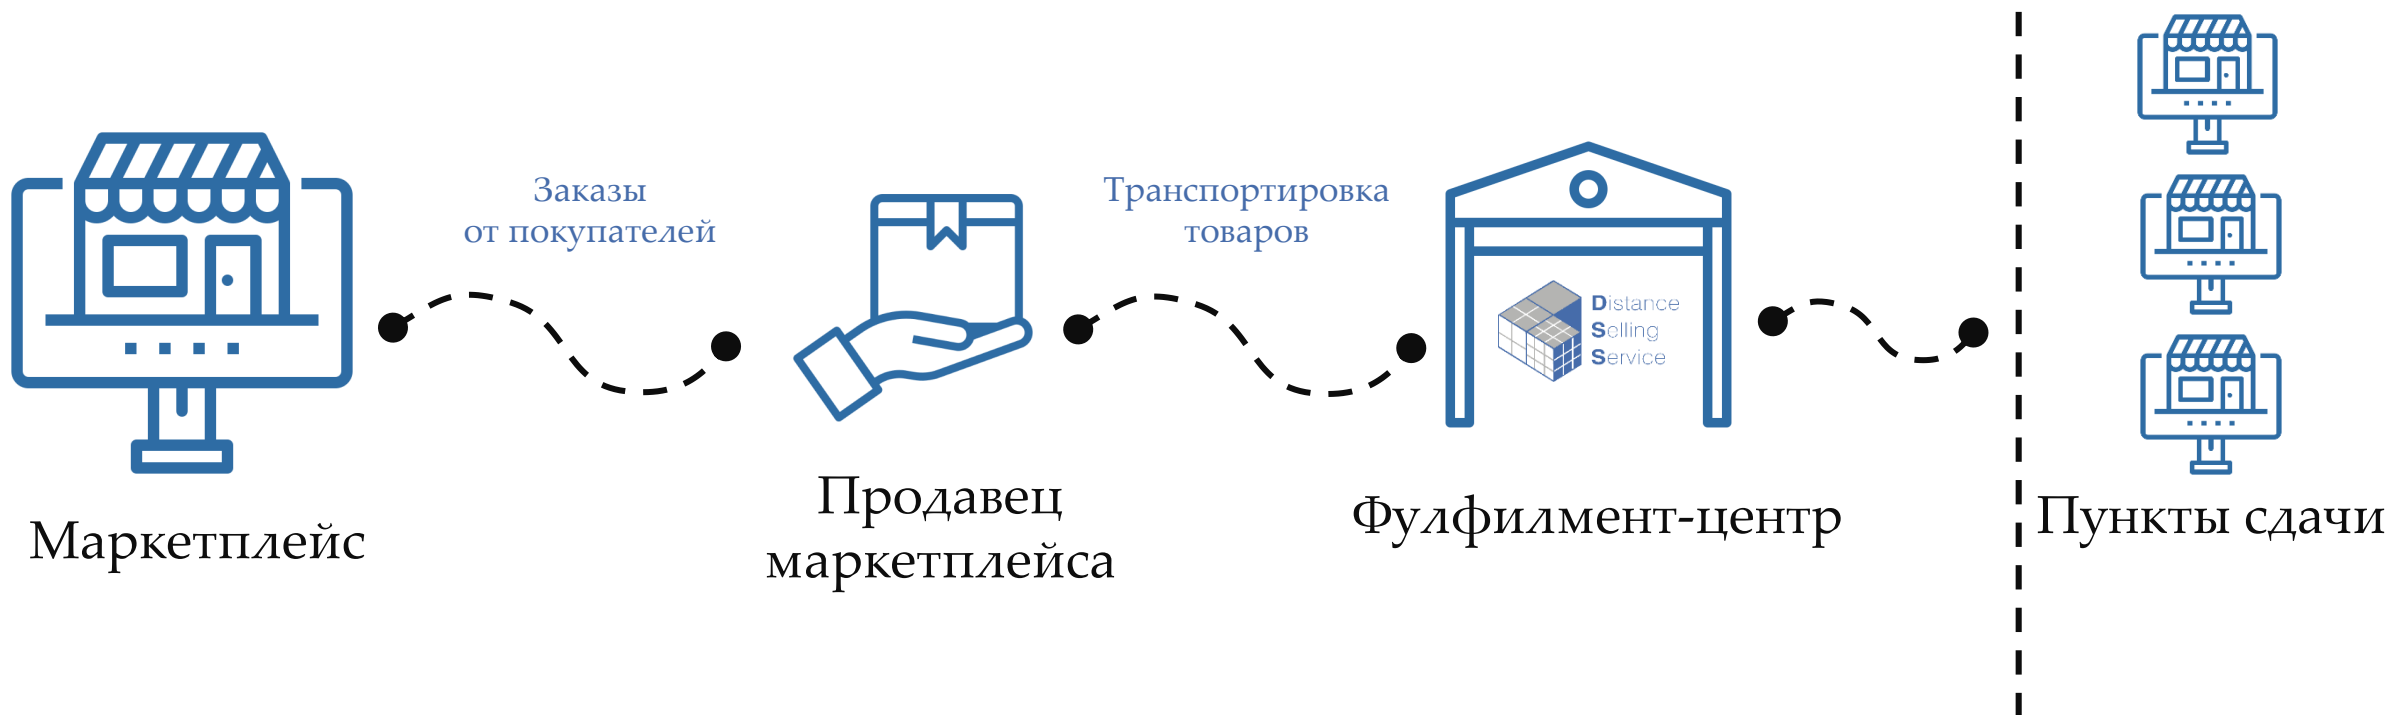 Заказы
от покупателей
Транспортировка
товаров
Distance
Selling
Service
Маркетплейс
Продавец
маркетплейса
Фулфилмент-центр
Пункты сдачи